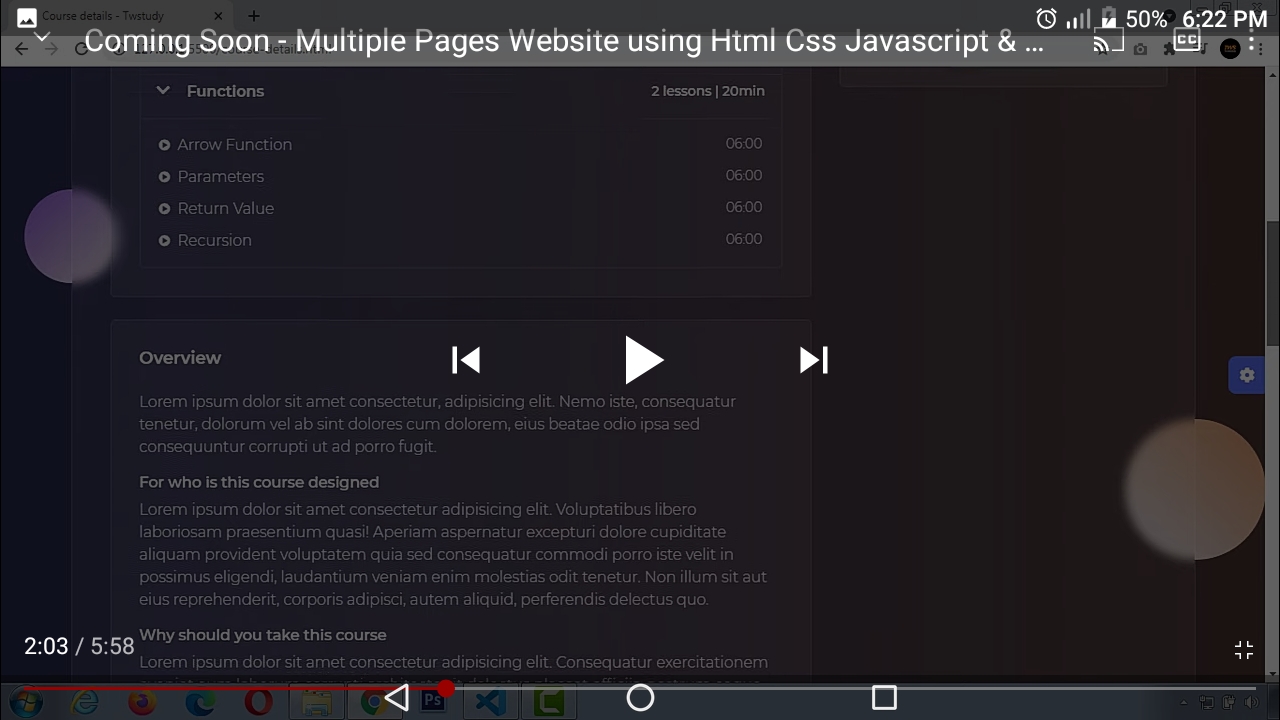 Course details - Twstudy
50% 6:22 PM
Coming Soon - Multiple Pages Website using Html Css Javascript & ...
CC
Functions 2 lessons | 20min
Arrow Function 06:00
Parameters 06:00
Return Value 06:00
Recursion 06:00
Overview
Lorem ipsum dolor sit amet consectetur, adipisicing elit. Nemo iste, consequatur
tenetur, dolorum vel ab sint dolores cum dolorem, eius beatae odio ipsa sed
consequuntur corrupti ut ad porro fugit.
For who is this course designed
Lorem ipsum dolor sit amet consectetur adipisicing elit. Voluptatibus libero
laboriosam praesentium quasi! Aperiam aspernatur excepturi dolore cupiditate
aliquam provident voluptatem quia sed consequatur commodi porro iste velit in
possimus eligendi, laudantium veniam enim molestias odit tenetur. Non illum sit aut
eius reprehenderit, corporis adipisci, autem aliquid, perferendis delectus quo.
Why should you take this course
2:03 / 5:58
Lorem ipsum dolor sit amet consectetur adipisicing elit. Consequatur exercitationem
Ps